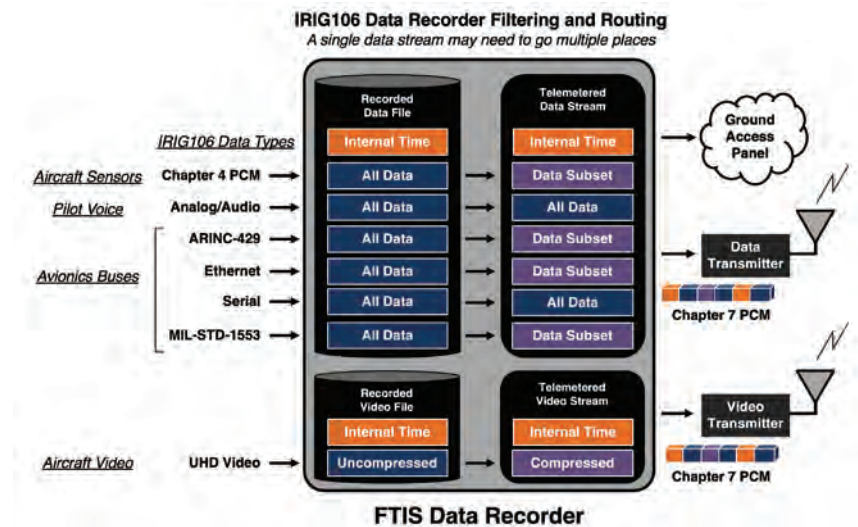 IRIG106 Data Recorder Filtering and Routing
A single data stream may need to go multiple places
Recorded
Data File
Telemetered
Data Stream
Ground
Access
Panel
IRIG106 Data Types
Internal Time
Internal Time
Aircraft Sensors
Chapter 4 PCM
All Data
Data Subset
Pilot Voice
Analog/Audio
All Data
All Data
Avionics Buses
ARINC-429
All Data
Data Subset
Ethernet
All Data
Data Subset
Serial
All Data
All Data
MIL-STD-1553
All Data
Data Subset
Data
Transmitter
Chapter 7 PCM
Recorded
Video File
Telemetered
Video Stream
Internal Time
Internal Time
Aircraft Video
UHD Video
Uncompressed
Compressed
Video
Transmitter
Chapter 7 PCM
FTIS Data Recorder